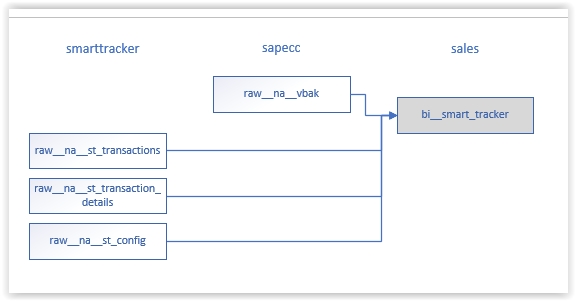 smarttracker
sapecc
sales
raw__na__vbak
bi__smart_tracker
raw__na__st_transactions
raw__na__st_transaction_
details
raw__na__st_config